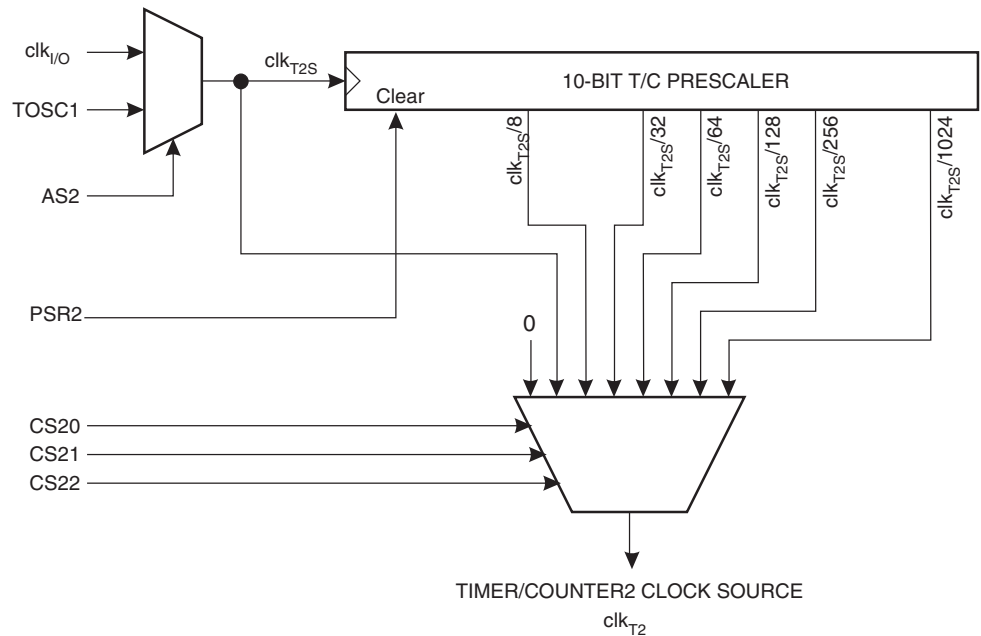 clkI/O
TOSC1
AS2
PSR2
clkT2S
10-BIT T/C PRESCALER
Clear
clkT2S/8
clkT2S/32
clkT2S/64
clkT2S/128
clkT2S/256
clkT2S/1024
0
CS20
CS21
CS22
TIMER/COUNTER2 CLOCK SOURCE
clkT2